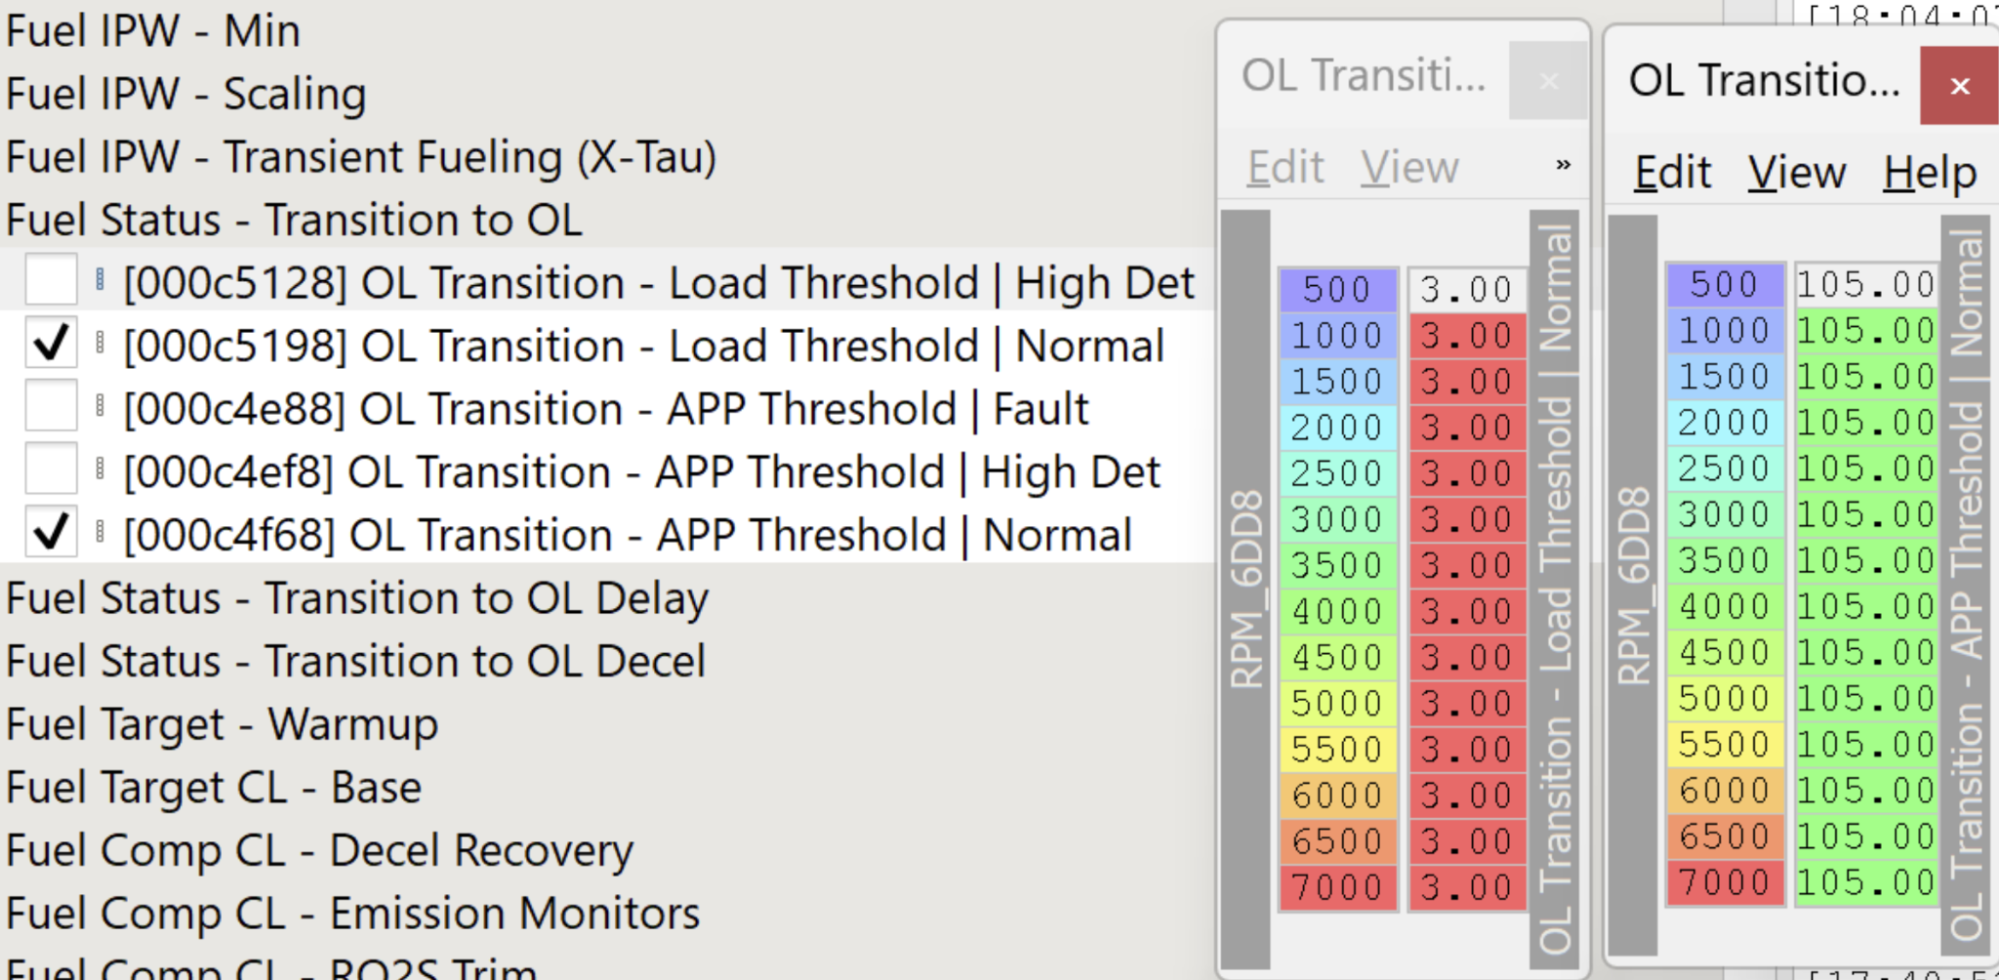 Fuel IPW - Min
Fuel IPW - Scaling
Fuel IPW - Transient Fueling (X-Tau)
Fuel Status - Transition to OL
[000c5128] OL Transition - Load Threshold | High Det
[000c5198] OL Transition - Load Threshold | Normal
[000c4e88] OL Transition - APP Threshold | Fault
[000c4ef8] OL Transition - APP Threshold | High Det
[000c4f68] OL Transition - APP Threshold | Normal
Fuel Status - Transition to OL Delay
Fuel Status - Transition to OL Decel
Fuel Target - Warmup
Fuel Target CL - Base
Fuel Comp CL - Decel Recovery
Fuel Comp CL - Emission Monitors
Fuel Comp CL - RO2S Trim
OL Transiti... ×
Edit View »
RPM_6DD8
500 3.00
1000 3.00
1500 3.00
2000 3.00
2500 3.00
3000 3.00
3500 3.00
4000 3.00
4500 3.00
5000 3.00
5500 3.00
6000 3.00
6500 3.00
7000 3.00
OL Transition - Load Threshold | Normal
OL Transitio... ×
Edit View Help
RPM_6DD8
500 105.00
1000 105.00
1500 105.00
2000 105.00
2500 105.00
3000 105.00
3500 105.00
4000 105.00
4500 105.00
5000 105.00
5500 105.00
6000 105.00
6500 105.00
7000 105.00
OL Transition - APP Threshold | Normal